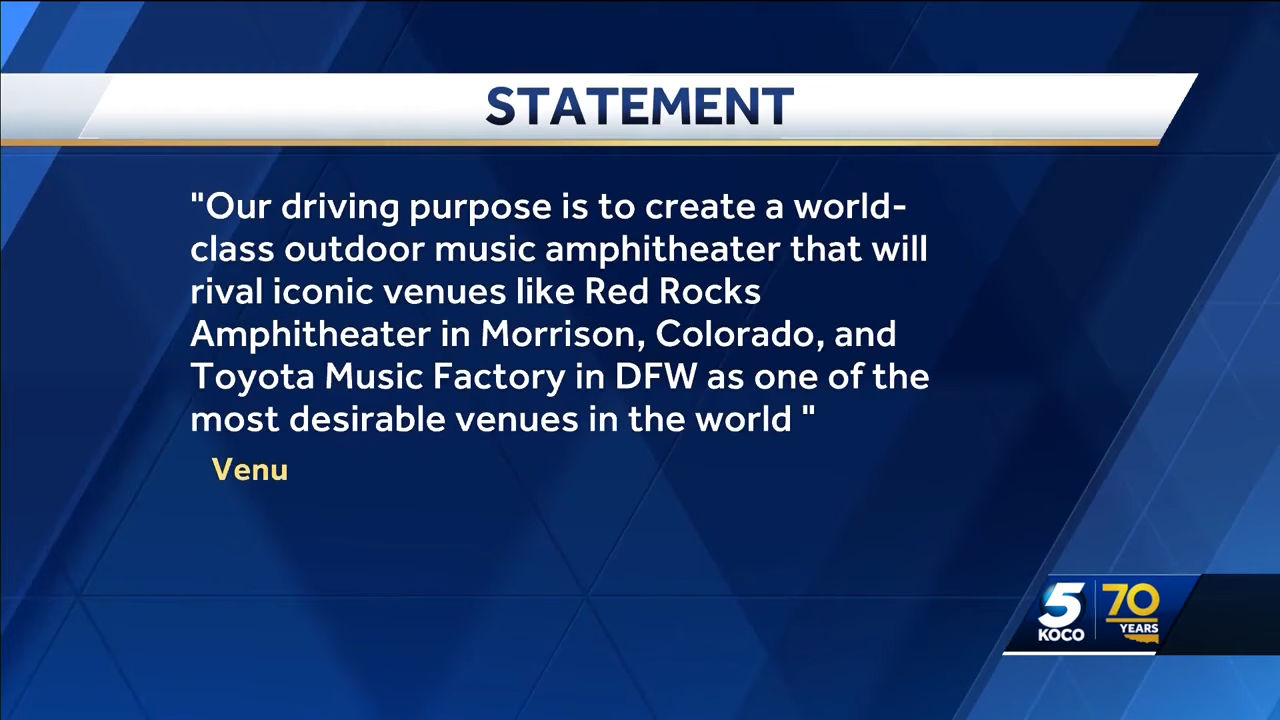 STATEMENT
"Our driving purpose is to create a world-
class outdoor music amphitheater that will
rival iconic venues like Red Rocks
Amphitheater in Morrison, Colorado, and
Toyota Music Factory in DFW as one of the
most desirable venues in the world "
Venu
5 70
KOCO YEARS